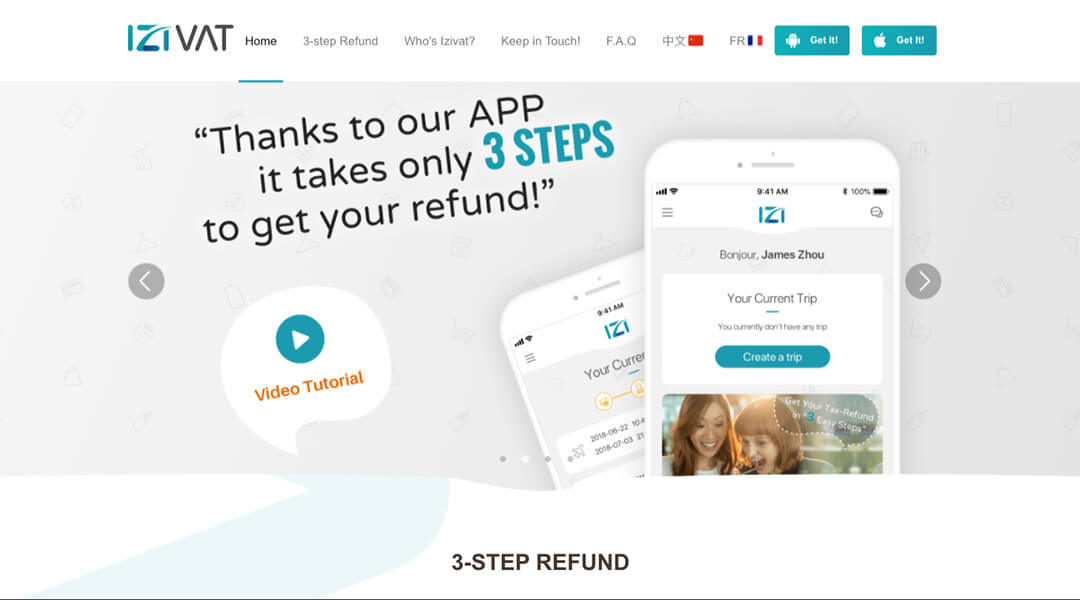 IZIVAT
Home
3-step Refund
Who's Izivat?
Keep in Touch!
F.A.Q
中文
FR
Get It!
Get It!
“Thanks to our APP
it takes only 3 STEPS
to get your refund!”
Video Tutorial
9:41 AM
IZI
Your Curre
2018-06-22 10:4
2018-07-03 21
9:41 AM
100%
IZI
Bonjour, James Zhou
Your Current Trip
You currently don't have any trip
Create a trip
Get Your Tax-Refund
in "3 Easy Steps"
3-STEP REFUND